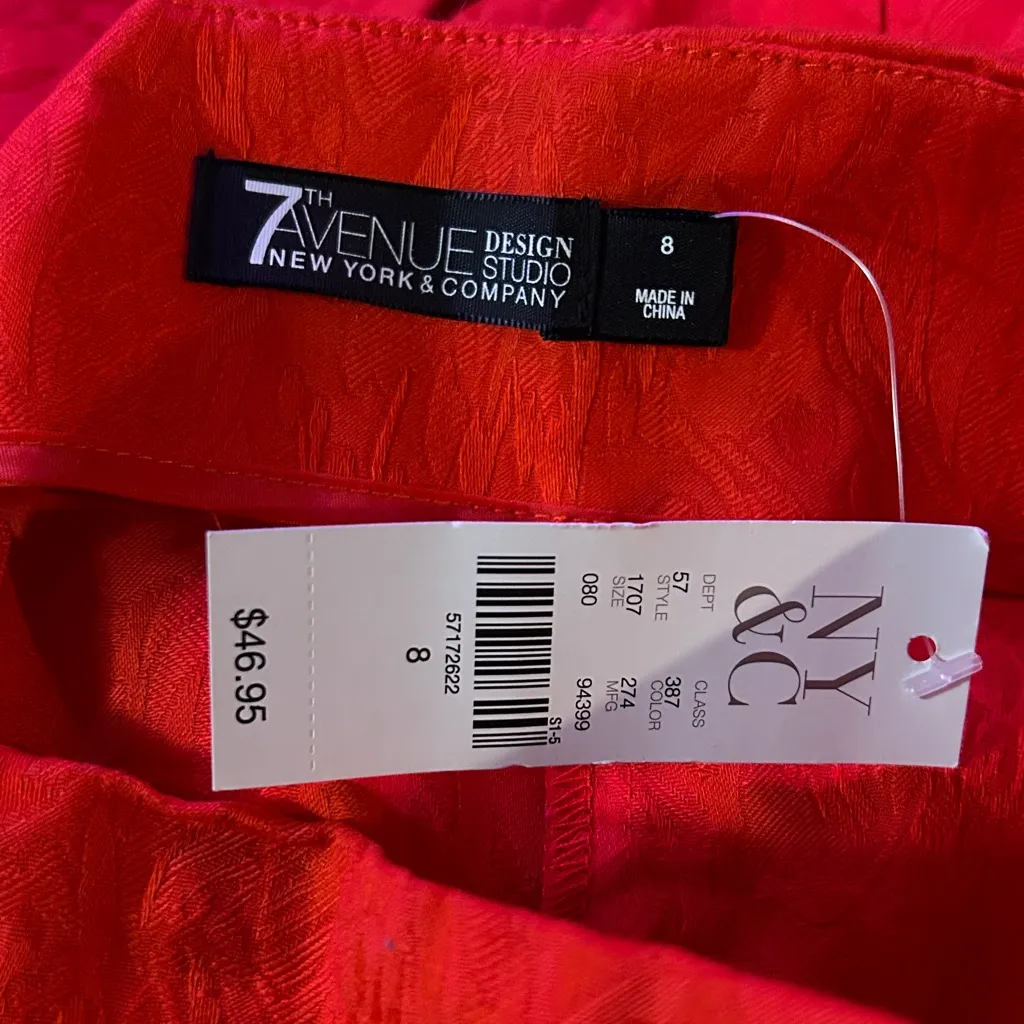 7TH AVENUE DESIGN STUDIO
NEW YORK & COMPANY
8
MADE IN
CHINA
NY
&C
DEPT CLASS
57 387
STYLE COLOR
1707 274
SIZE MFG
080 94399
S1-5
57172622
8
$46.95